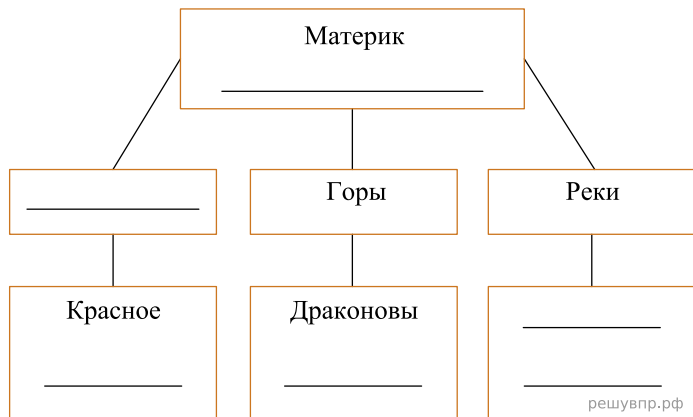 Материк
Горы
Реки
Красное
Драконовы
решувпр.рф